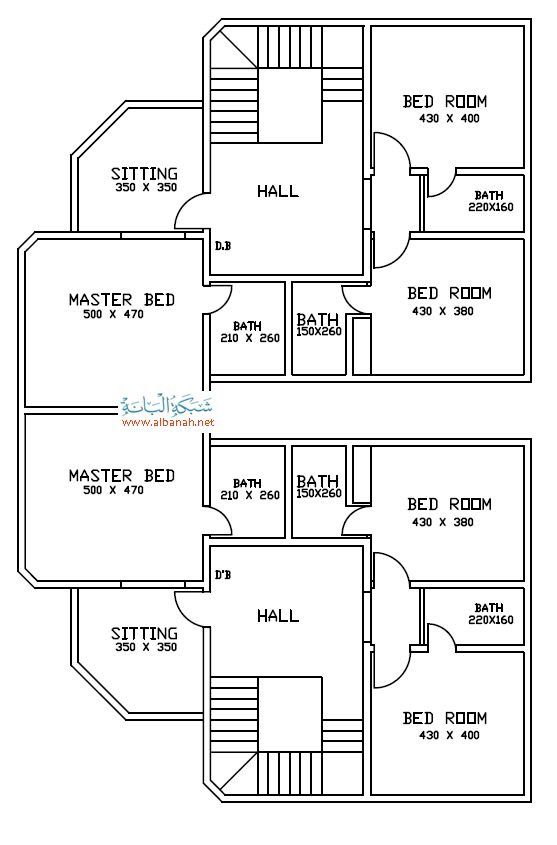 BED ROOM
430 X 400
SITTING
350 X 350
HALL
BATH
220X160
D.B
MASTER BED
500 X 470
BED ROOM
430 X 380
BATH
210 X 260
BATH
150X260
شبكة البانة
www.albanah.net
MASTER BED
500 X 470
BATH
210 X 260
BATH
150X260
BED ROOM
430 X 380
D'B
HALL
BATH
220X160
SITTING
350 X 350
BED ROOM
430 X 400